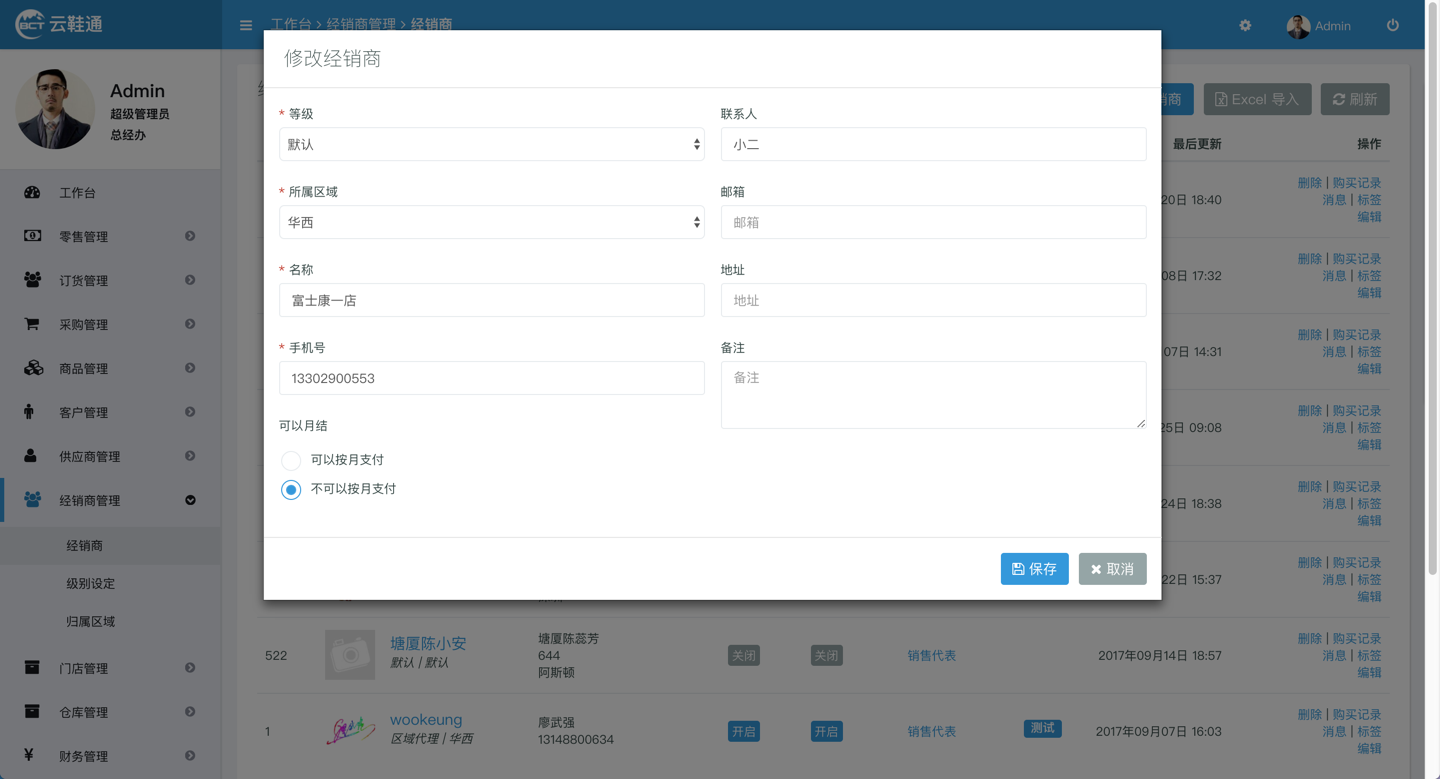 BCT 云鞋通
工作台 > 经销商管理 > 经销商
Admin
Admin
超级管理员
总经办
工作台
零售管理
订货管理
采购管理
商品管理
客户管理
供应商管理
经销商管理
经销商
级别设定
归属区域
门店管理
仓库管理
¥ 财务管理
修改经销商
* 等级
默认
联系人
小二
* 所属区域
华西
邮箱
邮箱
* 名称
富士康一店
地址
地址
* 手机号
13302900553
备注
备注
可以月结
可以按月支付
不可以按月支付
保存
取消
销商
Excel 导入
刷新
最后更新 操作
20日 18:40 删除 | 购买记录
消息 | 标签
编辑
08日 17:32 删除 | 购买记录
消息 | 标签
编辑
07日 14:31 删除 | 购买记录
消息 | 标签
编辑
25日 09:08 删除 | 购买记录
消息 | 标签
编辑
24日 18:38 删除 | 购买记录
消息 | 标签
编辑
22日 15:37 删除 | 购买记录
消息 | 标签
编辑
522 塘厦陈小安
默认 | 默认
塘厦陈蕊芳
644
阿斯顿
关闭 关闭 销售代表 2017年09月14日 18:57
删除 | 购买记录
消息 | 标签
编辑
1 wookeung
区域代理 | 华西
廖武强
13148800634
开启 开启 销售代表 测试 2017年09月07日 16:03
删除 | 购买记录
消息 | 标签
编辑